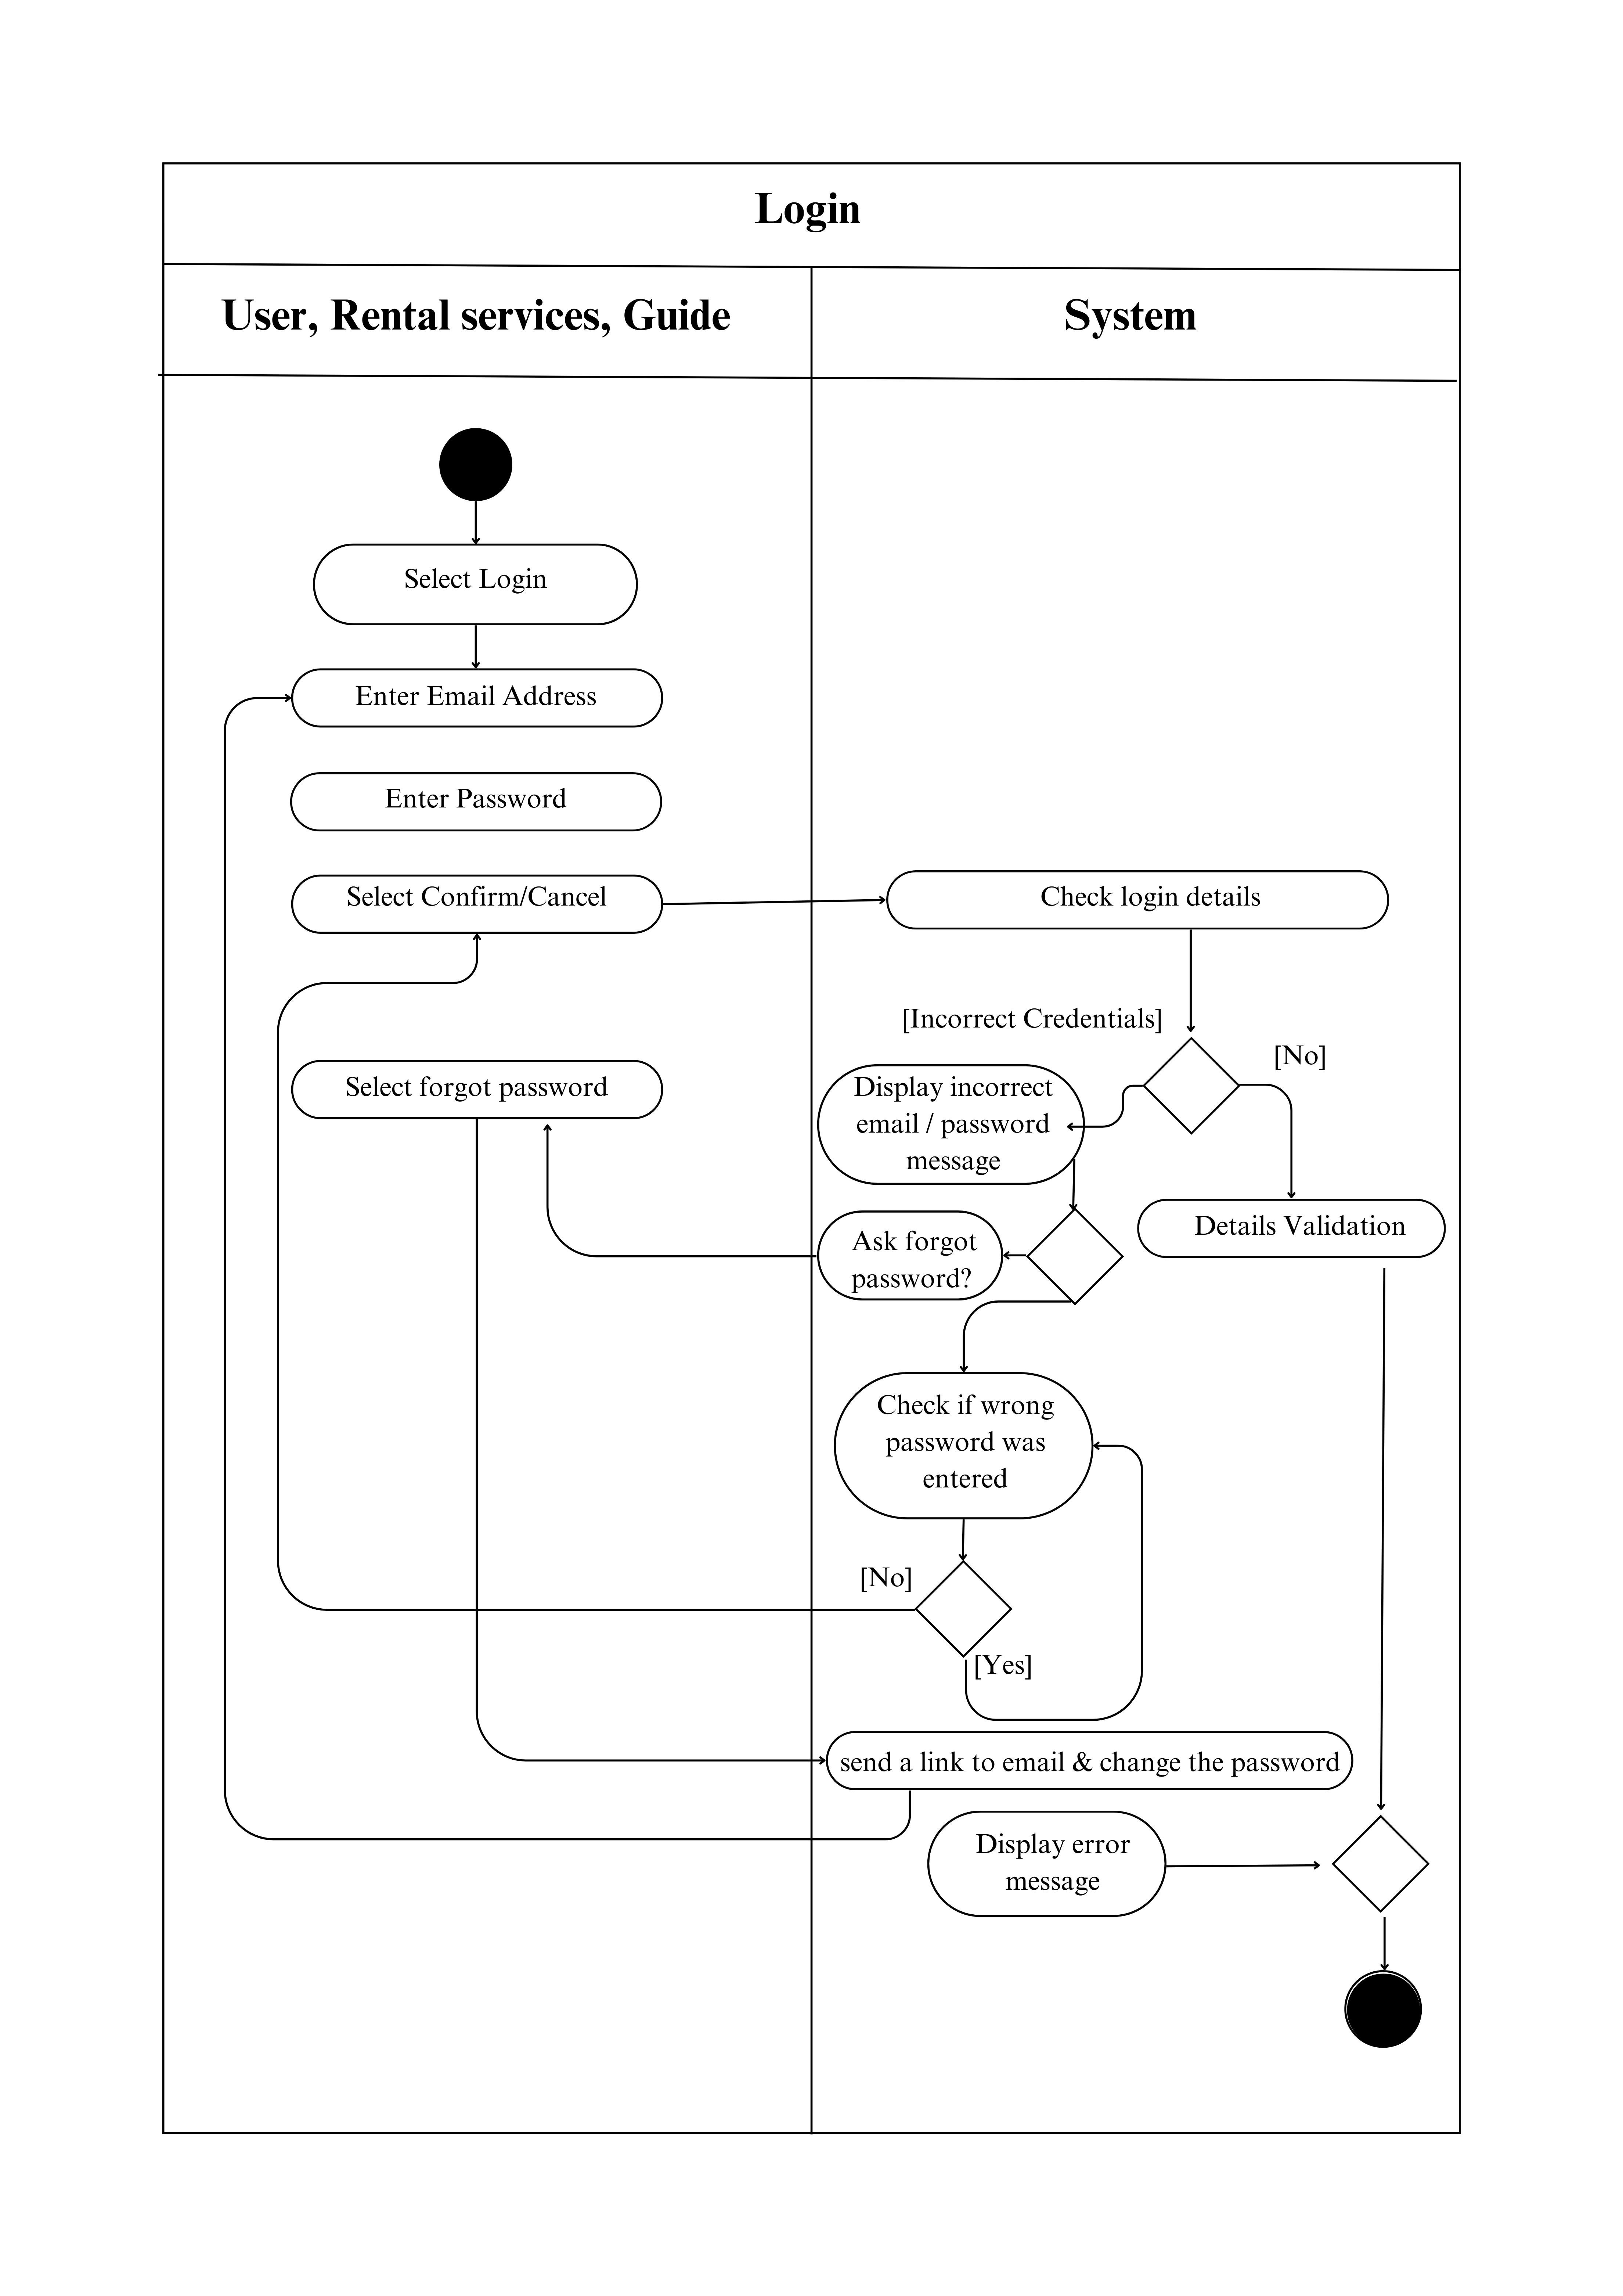 Login
User, Rental services, Guide
System
Select Login
Enter Email Address
Enter Password
Select Confirm/Cancel
Check login details
[Incorrect Credentials]
[No]
Display incorrect
email / password
message
Select forgot password
Details Validation
Ask forgot
password?
Check if wrong
password was
entered
[No]
[Yes]
send a link to email & change the password
Display error
message